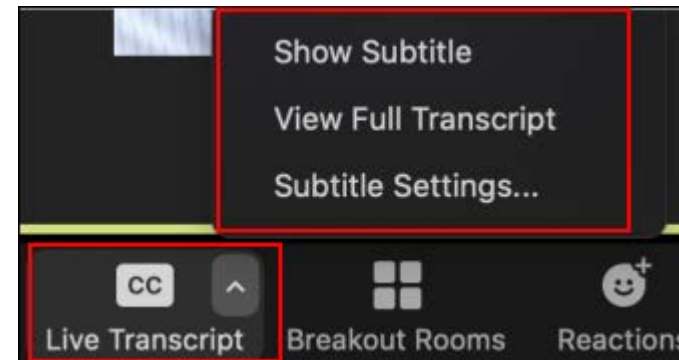 Show Subtitle
View Full Transcript
Subtitle Settings...
CC
Live Transcript
Breakout Rooms
Reactions